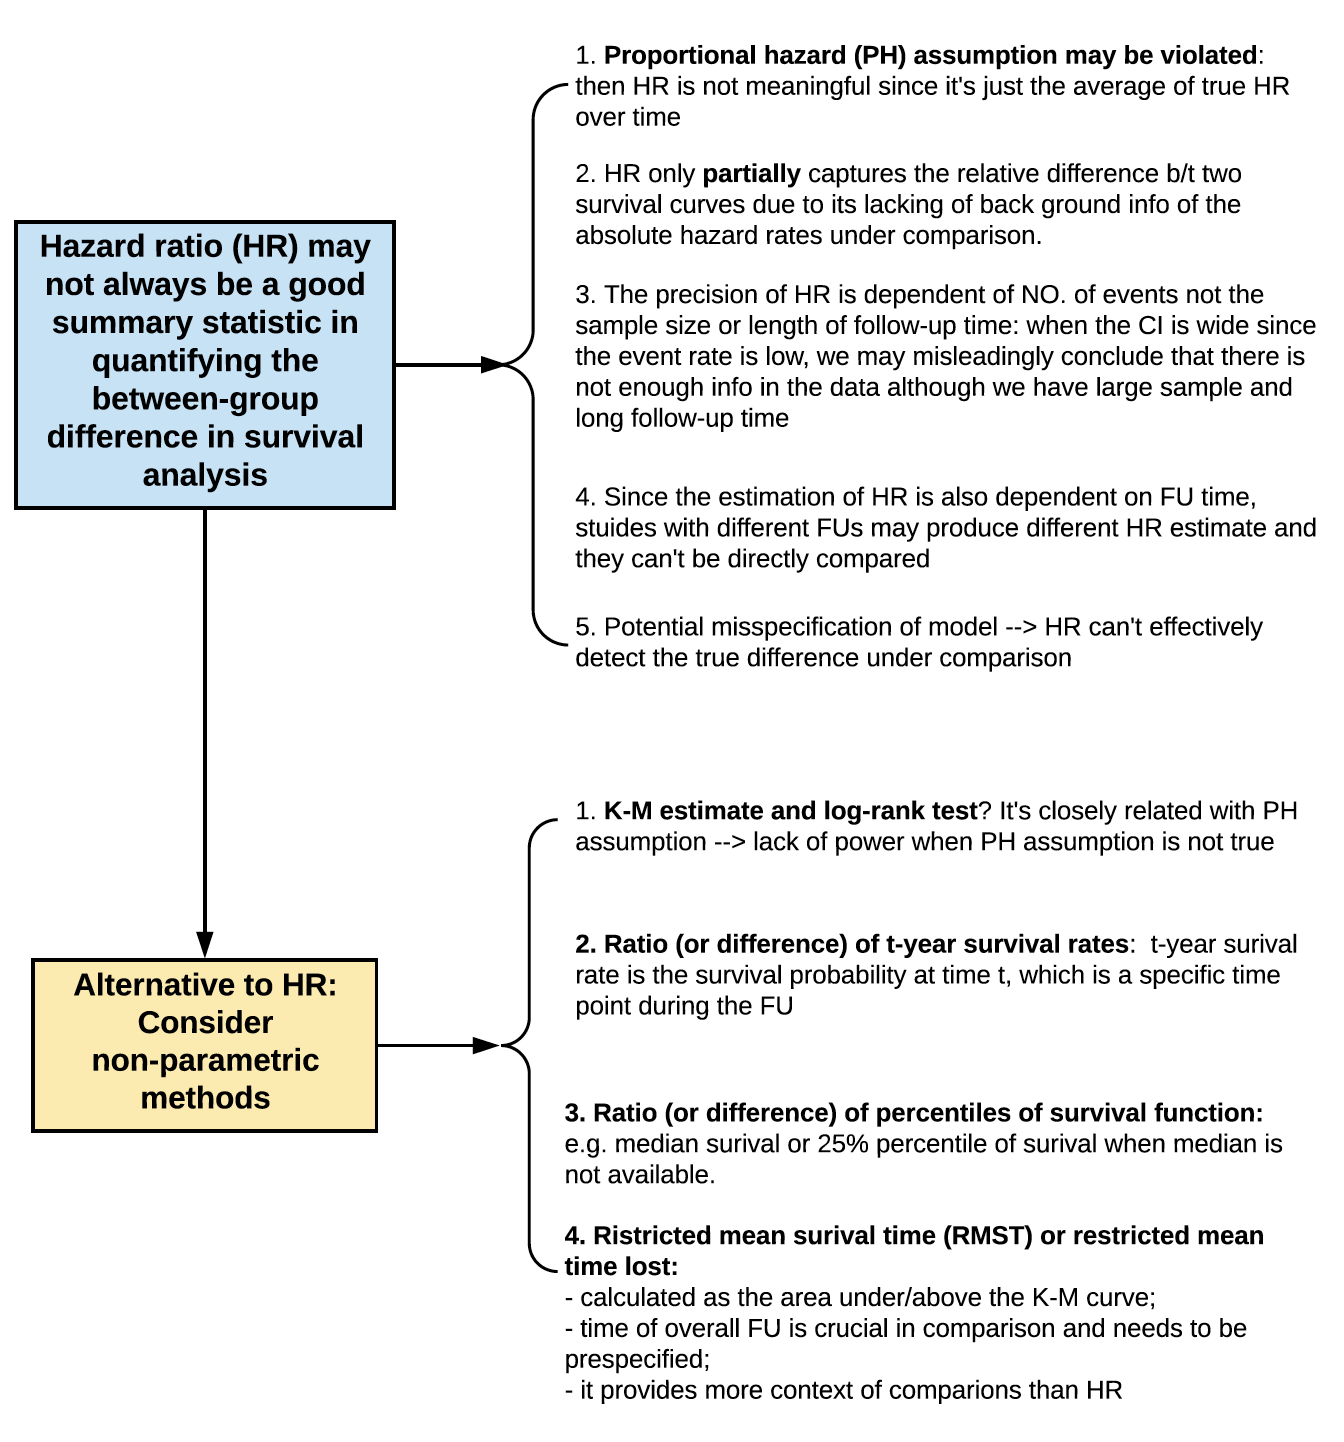 Hazard ratio (HR) may
not always be a good
summary statistic in
quantifying the
between-group
difference in survival
analysis
1. Proportional hazard (PH) assumption may be violated:
then HR is not meaningful since it's just the average of true HR
over time
2. HR only partially captures the relative difference b/t two
survival curves due to its lacking of back ground info of the
absolute hazard rates under comparison.
3. The precision of HR is dependent of NO. of events not the
sample size or length of follow-up time: when the CI is wide since
the event rate is low, we may misleadingly conclude that there is
not enough info in the data although we have large sample and
long follow-up time
4. Since the estimation of HR is also dependent on FU time,
stuides with different FUs may produce different HR estimate and
they can't be directly compared
5. Potential misspecification of model --> HR can't effectively
detect the true difference under comparison
Alternative to HR:
Consider
non-parametric
methods
1. K-M estimate and log-rank test? It's closely related with PH
assumption --> lack of power when PH assumption is not true
2. Ratio (or difference) of t-year survival rates:  t-year surival
rate is the survival probability at time t, which is a specific time
point during the FU
3. Ratio (or difference) of percentiles of survival function:
e.g. median surival or 25% percentile of surival when median is
not available.
4. Ristricted mean surival time (RMST) or restricted mean
time lost:
- calculated as the area under/above the K-M curve;
- time of overall FU is crucial in comparison and needs to be
prespecified;
- it provides more context of comparions than HR